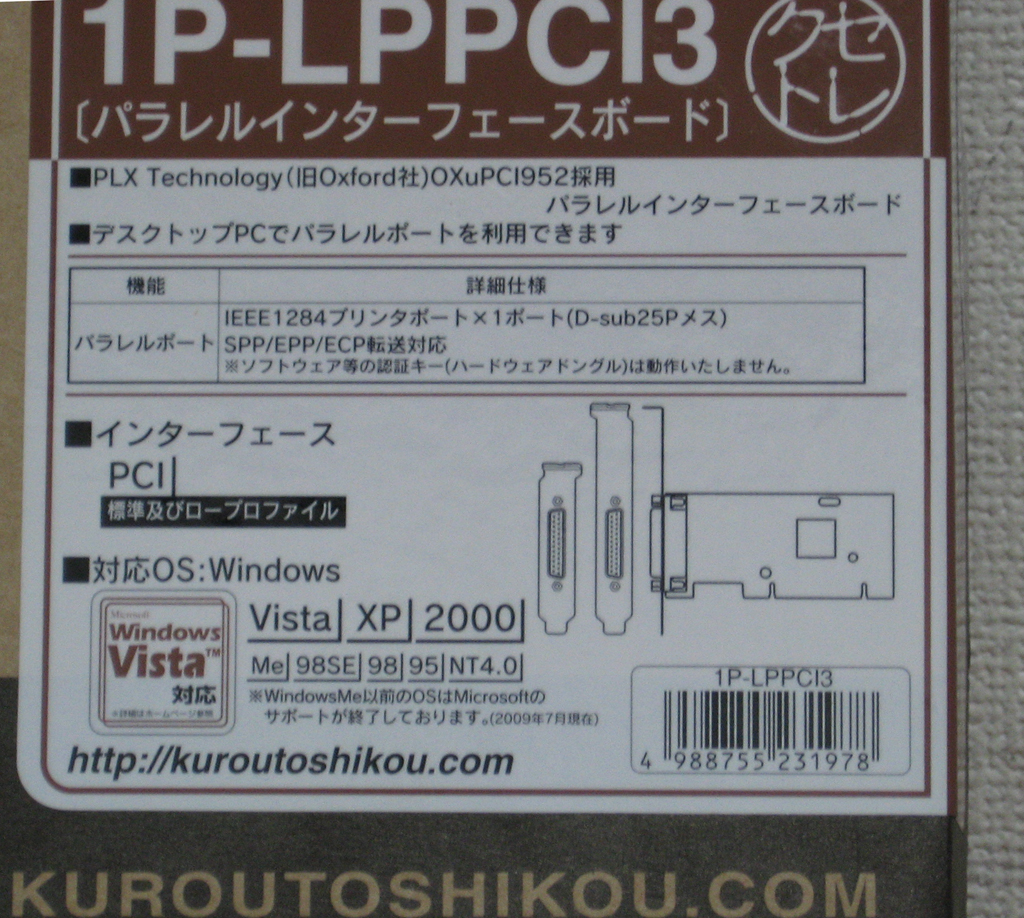 1P-LPPCI3
セレクト
〔パラレルインターフェースボード〕
■PLX Technology(旧Oxford社)OXuPCI952採用
パラレルインターフェースボード
■デスクトップPCでパラレルポートを利用できます
機能 詳細仕様
パラレルポート
IEEE1284プリンタポート×1ポート(D-sub25Pメス)
SPP/EPP/ECP転送対応
※ソフトウェア等の認証キー(ハードウェアドングル)は動作いたしません。
■インターフェース
PCI
標準及びロープロファイル
■対応OS:Windows
Microsoft
Windows
Vista™
対応
※詳細はホームページ参照
Vista XP 2000
Me 98SE 98 95 NT4.0
※WindowsMe以前のOSはMicrosoftの
サポートが終了しております。(2009年7月現在)
http://kuroutoshikou.com
1P-LPPCI3
4 988755 231978
KUROUTOSHIKOU.COM